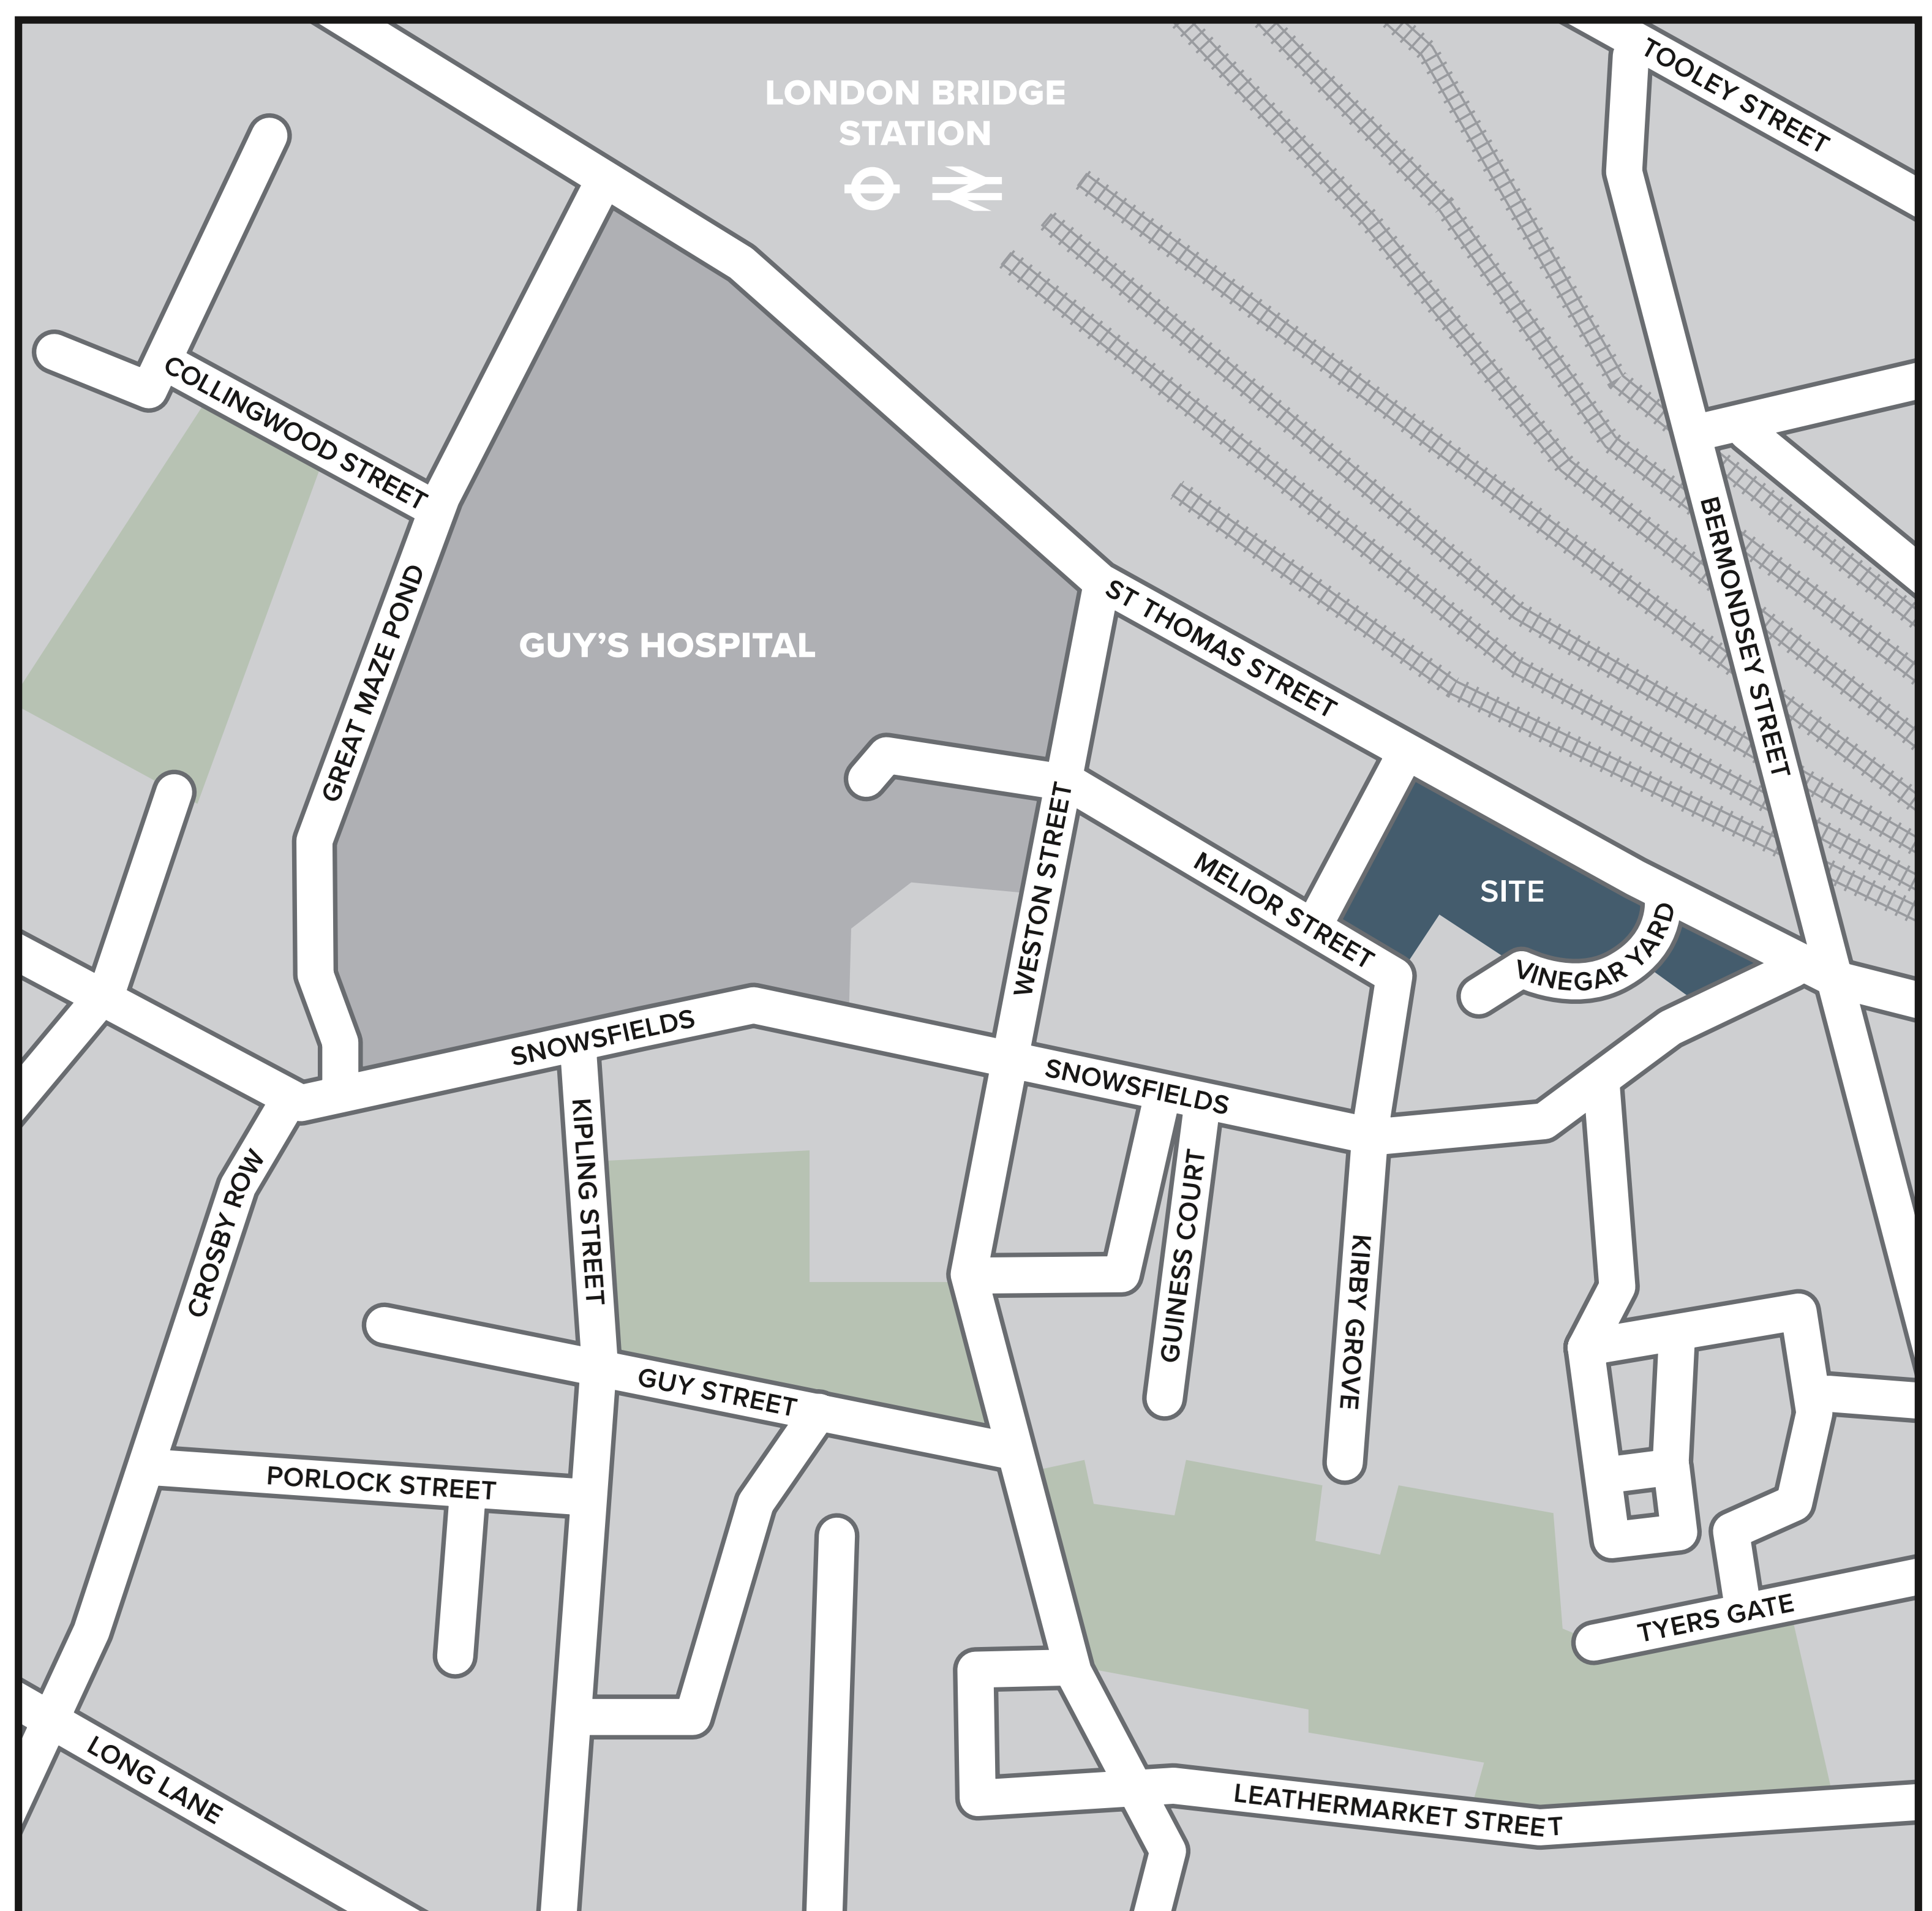 TOOLEY STREET
LONDON BRIDGE
STATION
COLLINGWOOD STREET
BERMONDSEY STREET
GREAT MAZE POND
GUY'S HOSPITAL
ST THOMAS STREET
WESTON STREET
MELIOR STREET
SITE
VINEGAR YARD
SNOWSFIELDS
SNOWSFIELDS
KIPLING STREET
CROSBY ROW
GUINESS COURT
KIRBY GROVE
GUY STREET
PORLOCK STREET
TYERS GATE
LONG LANE
LEATHERMARKET STREET